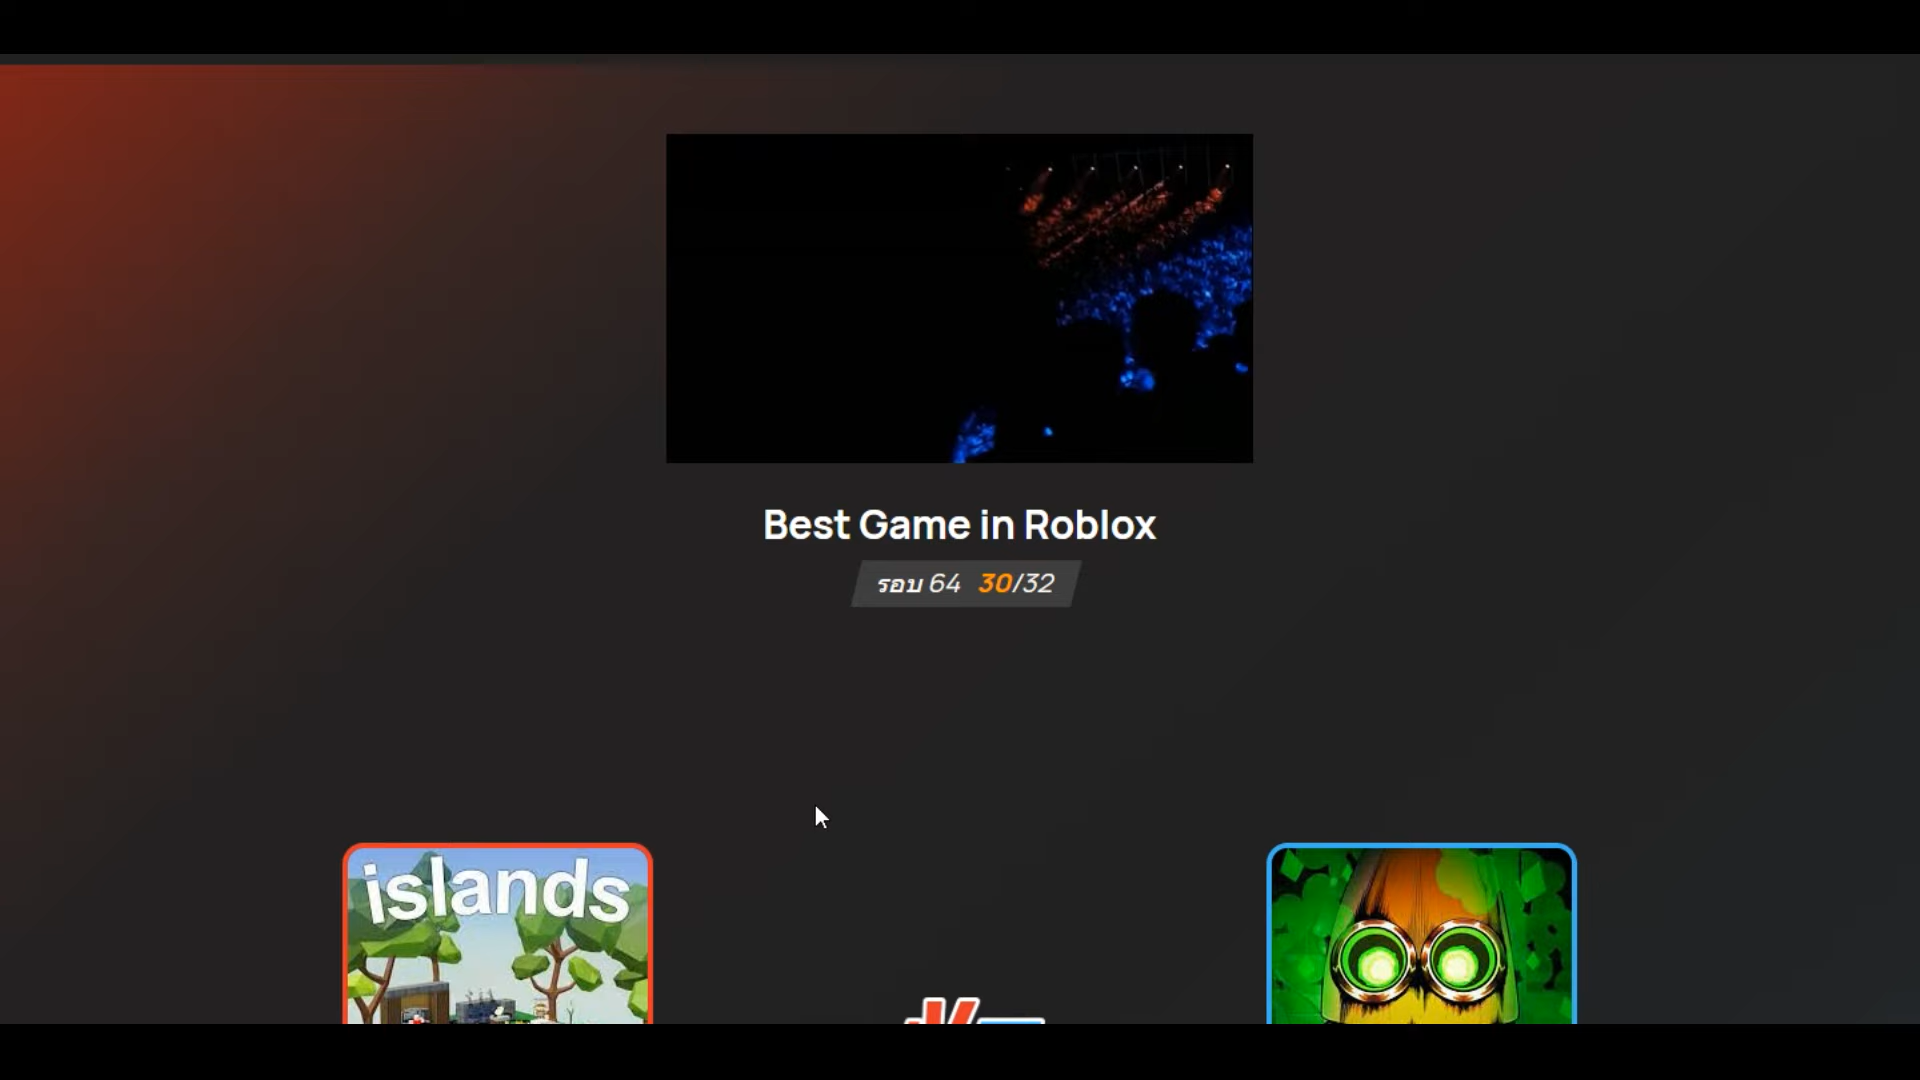 Best Game in Roblox
รอบ 64 30/32
islands